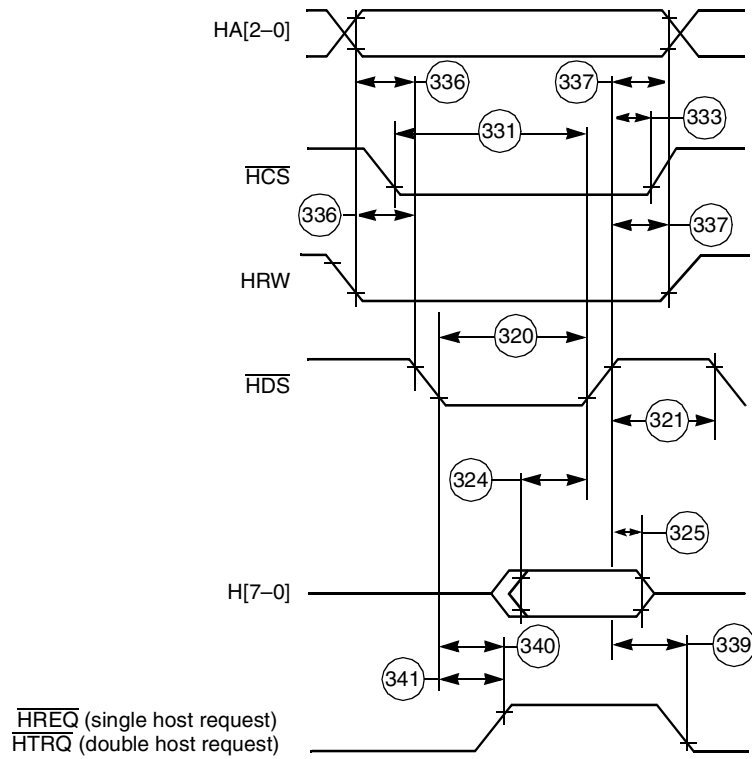 HA[2–0]
336
337
333
331
HCS
336
337
HRW
320
HDS
321
324
325
H[7–0]
340
339
341
HREQ (single host request)
HTRQ (double host request)